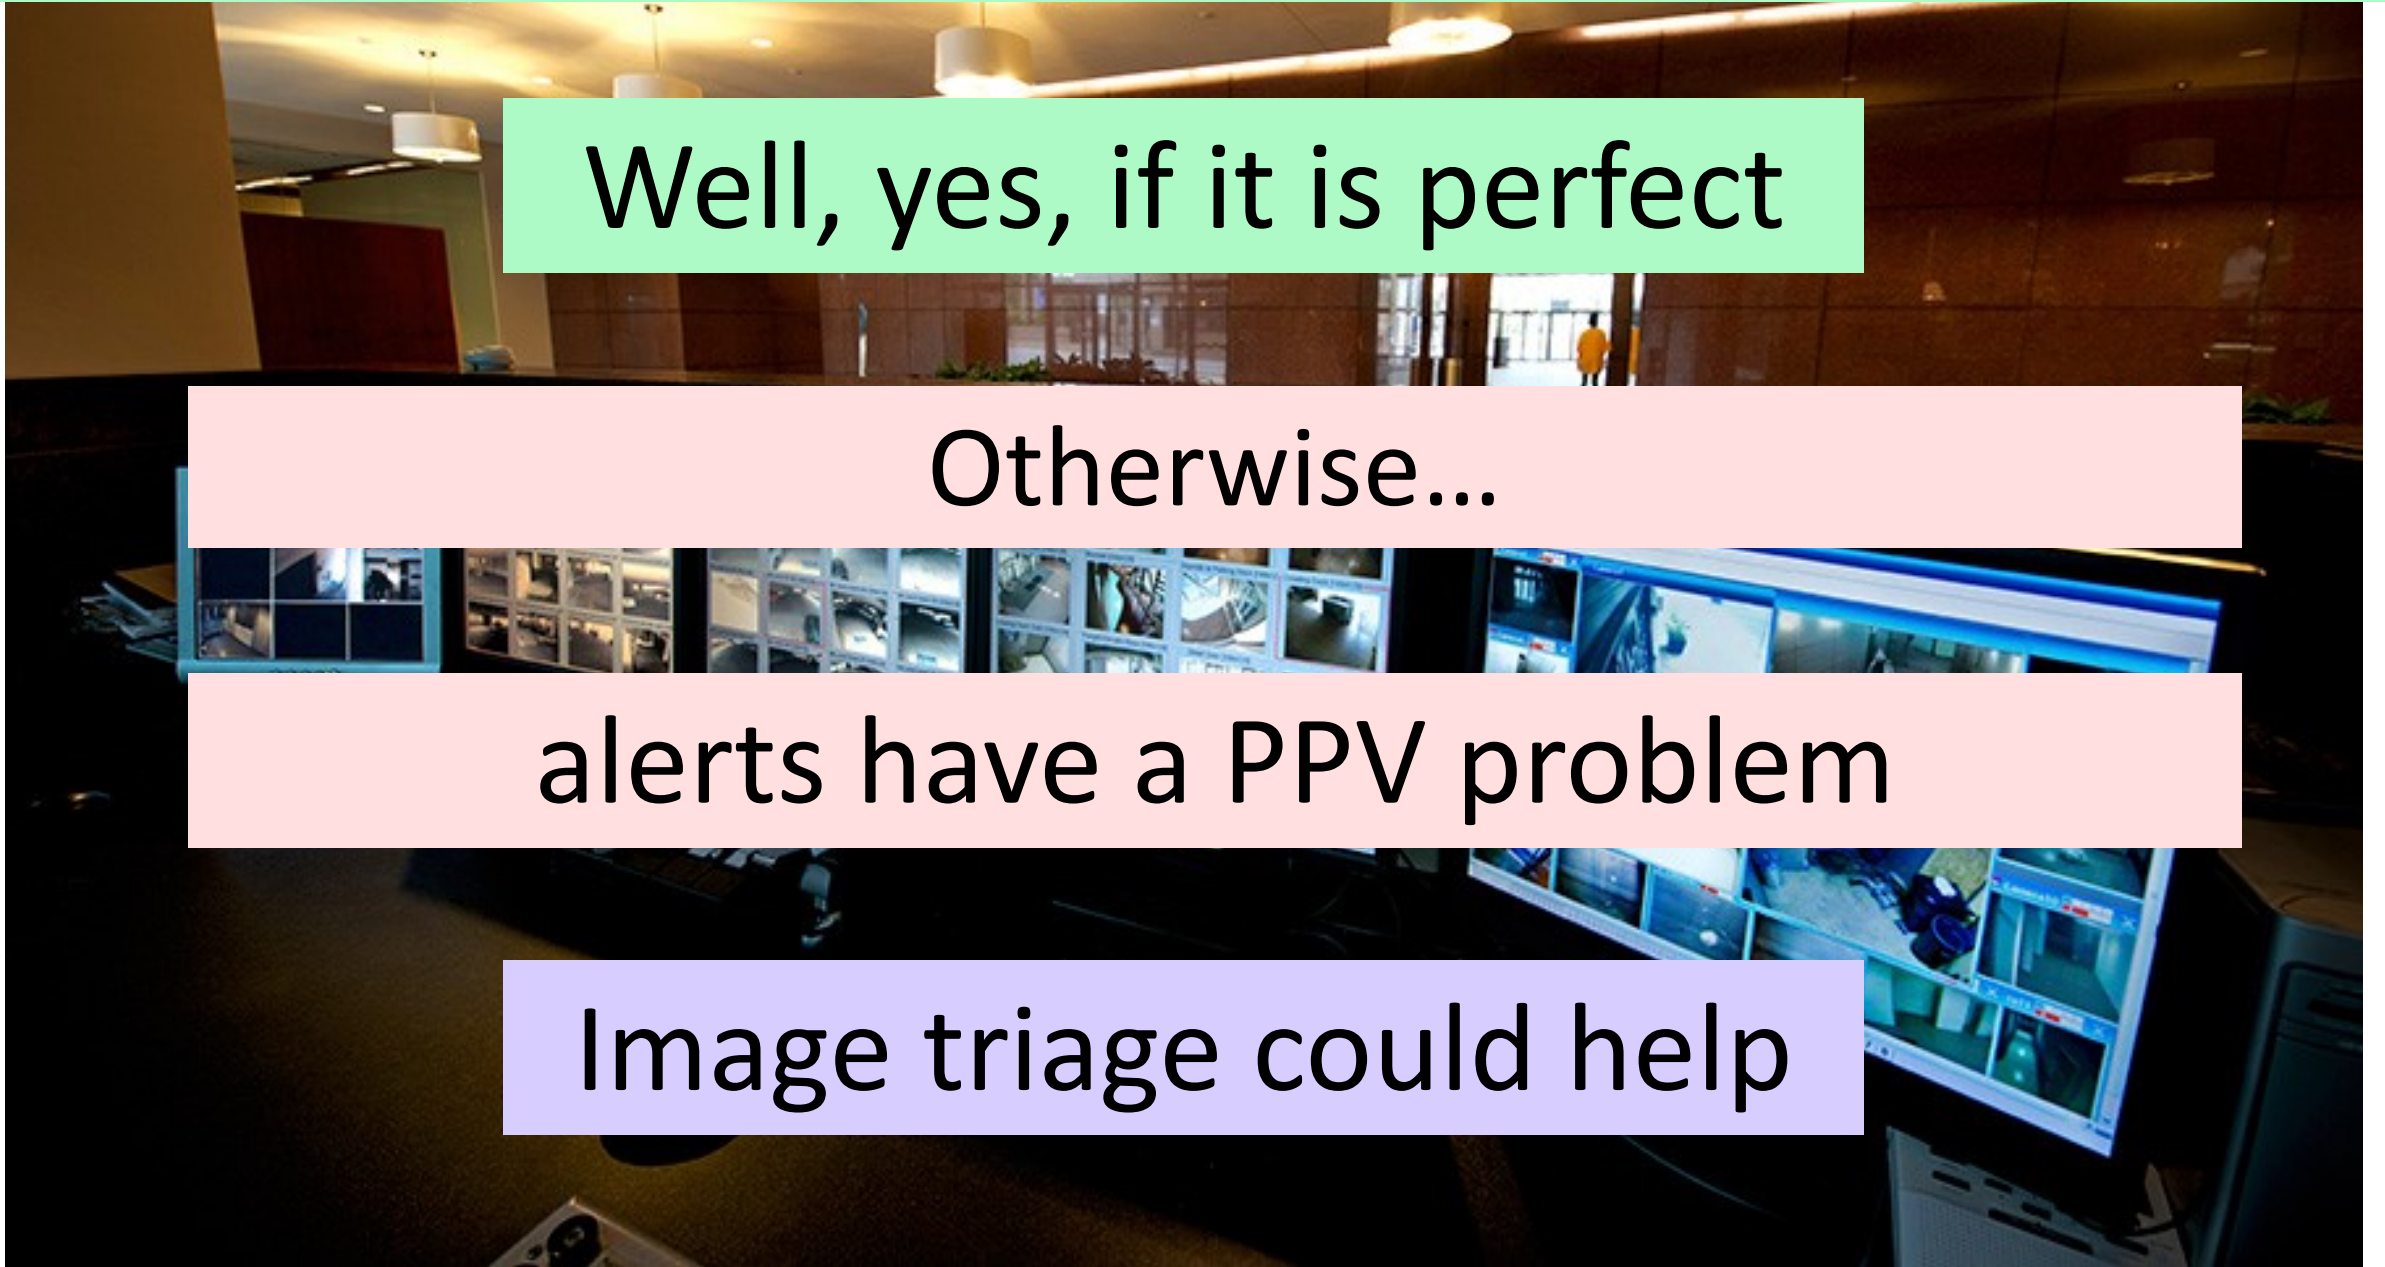 Well, yes, if it is perfect
Otherwise…
alerts have a PPV problem
Image triage could help